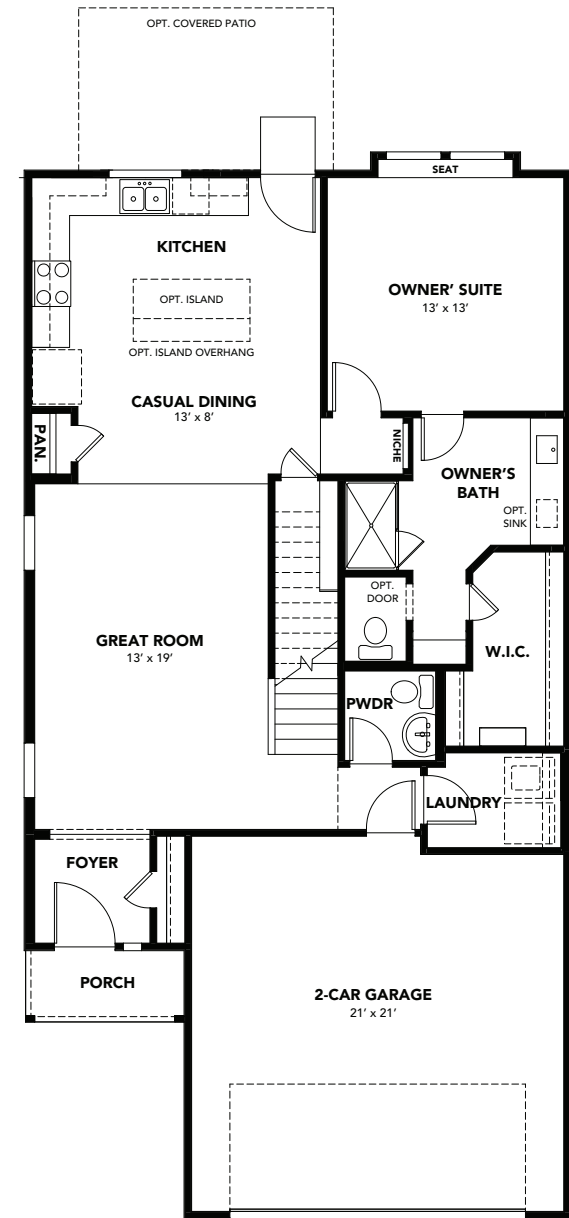 OPT. COVERED PATIO
SEAT
KITCHEN
OWNER' SUITE
13' x 13'
OPT. ISLAND
OPT. ISLAND OVERHANG
CASUAL DINING
13' x 8'
PAN.
NICHE
OWNER'S
BATH
OPT.
SINK
OPT.
DOOR
GREAT ROOM
13' x 19'
W.I.C.
PWDR
LAUNDRY
FOYER
PORCH
2-CAR GARAGE
21' x 21'